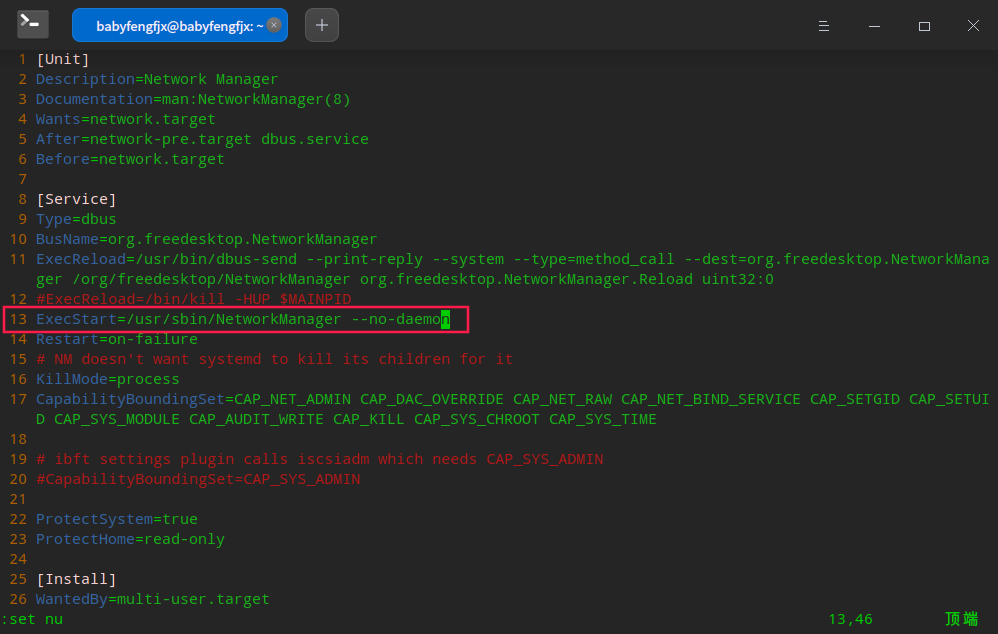 babyfengfjx@babyfengfjx: ~
1 [Unit]
2 Description=Network Manager
3 Documentation=man:NetworkManager(8)
4 Wants=network.target
5 After=network-pre.target dbus.service
6 Before=network.target
7
8 [Service]
9 Type=dbus
10 BusName=org.freedesktop.NetworkManager
11 ExecReload=/usr/bin/dbus-send --print-reply --system --type=method_call --dest=org.freedesktop.NetworkMana
ger /org/freedesktop/NetworkManager org.freedesktop.NetworkManager.Reload uint32:0
12 #ExecReload=/bin/kill -HUP $MAINPID
13 ExecStart=/usr/sbin/NetworkManager --no-daemon
14 Restart=on-failure
15 # NM doesn't want systemd to kill its children for it
16 KillMode=process
17 CapabilityBoundingSet=CAP_NET_ADMIN CAP_DAC_OVERRIDE CAP_NET_RAW CAP_NET_BIND_SERVICE CAP_SETGID CAP_SETUI
D CAP_SYS_MODULE CAP_AUDIT_WRITE CAP_KILL CAP_SYS_CHROOT CAP_SYS_TIME
18
19 # ibft settings plugin calls iscsiadm which needs CAP_SYS_ADMIN
20 #CapabilityBoundingSet=CAP_SYS_ADMIN
21
22 ProtectSystem=true
23 ProtectHome=read-only
24
25 [Install]
26 WantedBy=multi-user.target
:set nu 13,46 顶端